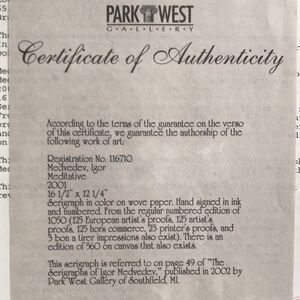 PARK WEST
GALLERY
Certificate of Authenticity
According to the terms of the guarantee on the verso
of this certificate, we guarantee the authorship of the
following work of art:
Registration No. 116710
Medvedev, Igor
Meditative
2001
16 1/2" x 12 1/4"
Serigraph in color on wove paper. Hand signed in ink
and numbered. From the regular numbered edition of
1050 (125 European artist's proofs, 125 artist's
proofs, 125 hors commerce, 23 printer's proofs, and
3 bon a tirer impressions also exist). There is an
edition of 560 on canvas that also exists.
This serigraph is referred to on page 49 of "The
Serigraphs of Igor Medvedev," published in 2002 by
Park West Gallery of Southfield, MI.